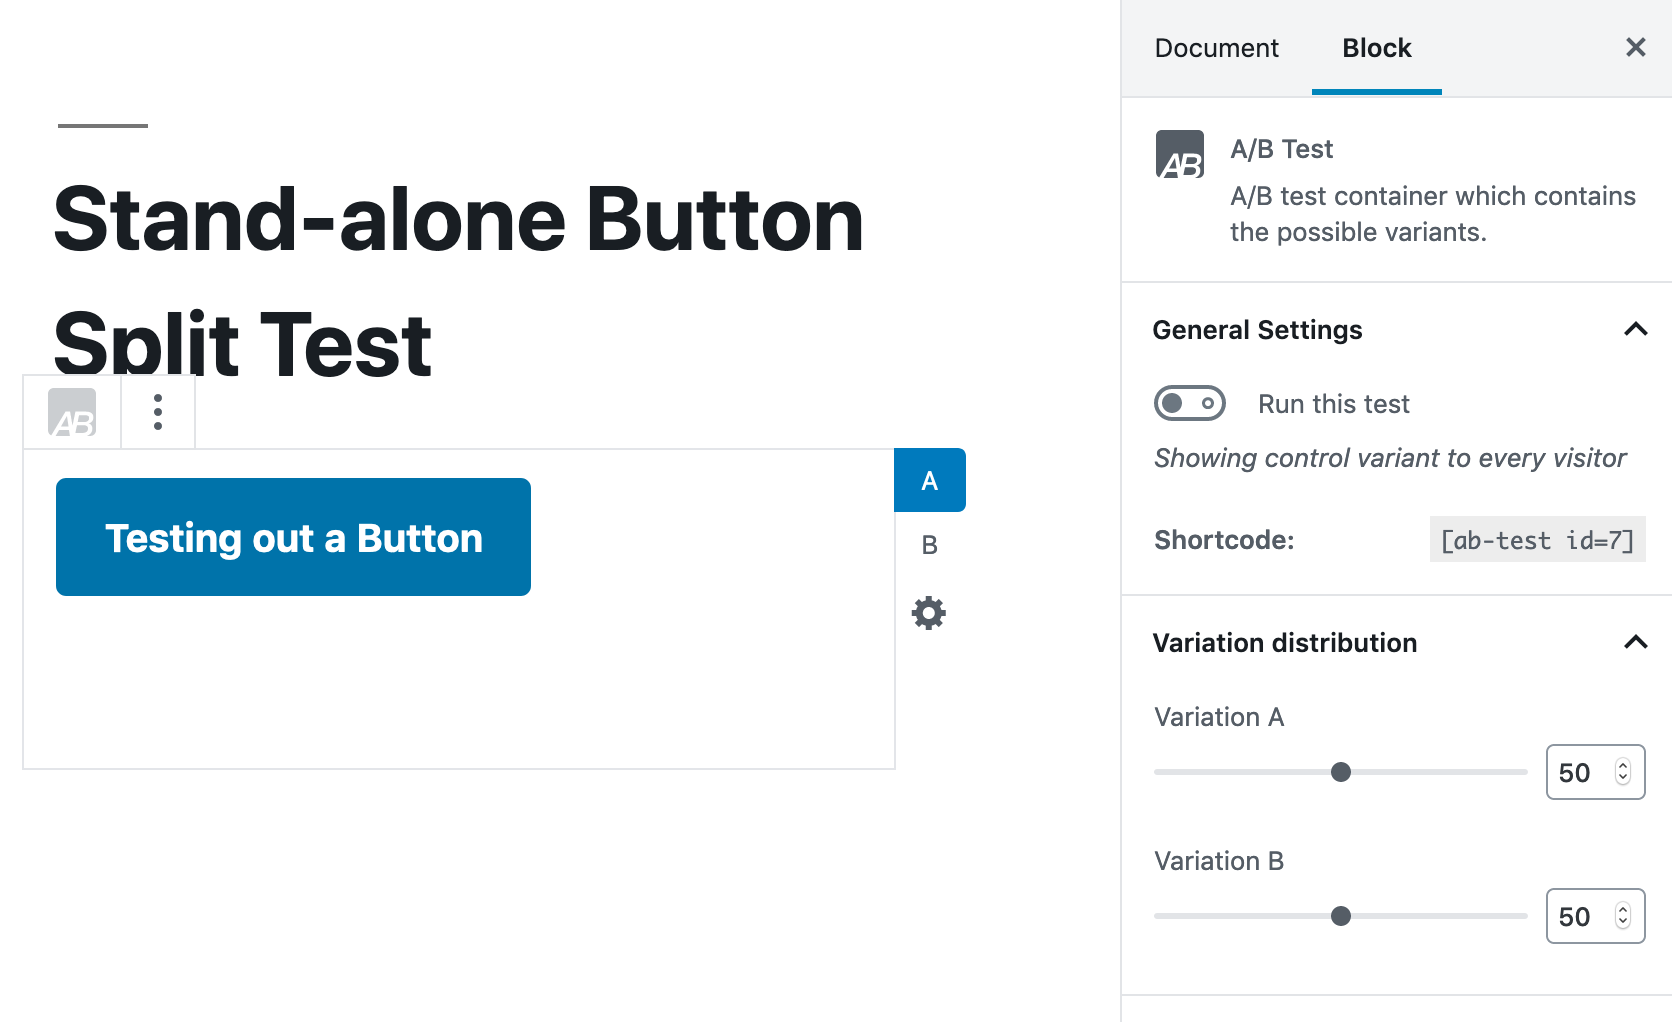 Stand-alone Button
Split Test
AB
Testing out a Button
A
B
Document
Block
AB
A/B Test
A/B test container which contains
the possible variants.
General Settings
Run this test
Showing control variant to every visitor
Shortcode:
[ab-test id=7]
Variation distribution
Variation A
50
Variation B
50